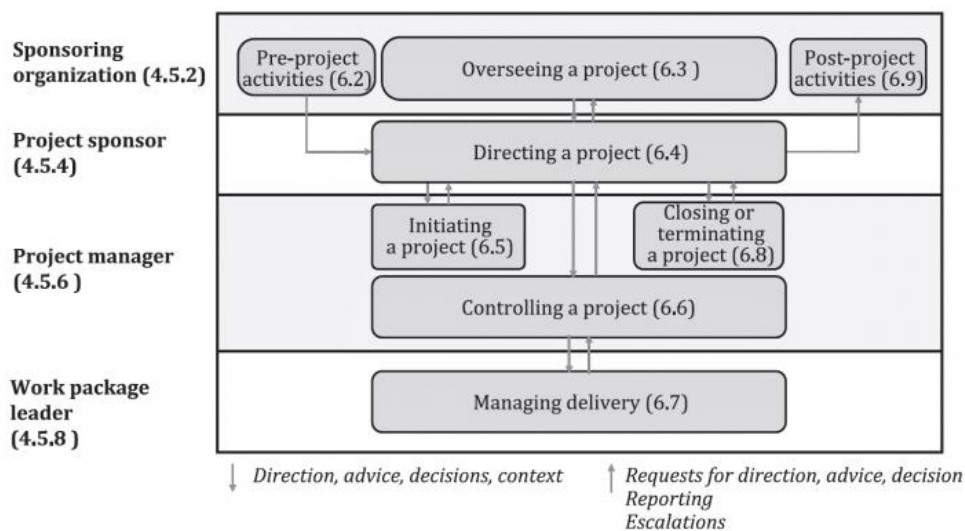 Sponsoring
organization (4.5.2)
Pre-project
activities (6.2)
Overseeing a project (6.3 )
Post-project
activities (6.9)
Project sponsor
(4.5.4)
Directing a project (6.4)
Project manager
(4.5.6 )
Initiating
a project (6.5)
Closing or
terminating
a project (6.8)
Controlling a project (6.6)
Work package
leader
(4.5.8 )
Managing delivery (6.7)
Direction, advice, decisions, context
Requests for direction, advice, decision
Reporting
Escalations